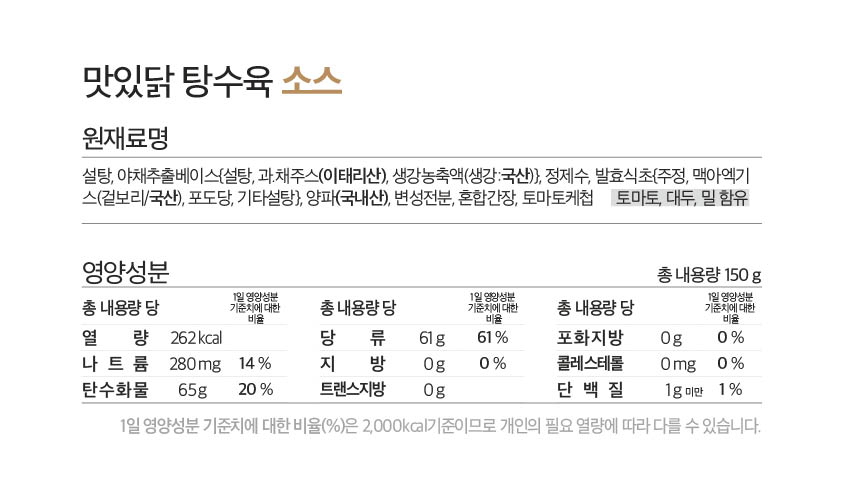 맛있닭 탕수육 소스
원재료명
설탕, 야채추출베이스{설탕, 과.채주스(이태리산), 생강농축액(생강:국산)}, 정제수, 발효식초{주정, 맥아엑기
스(겉보리/국산), 포도당, 기타설탕}, 양파(국내산), 변성전분, 혼합간장, 토마토케첩 토마토, 대두, 밀 함유
영양성분 총 내용량 150 g
총 내용량 당 1일 영양성분 기준치에 대한 비율 총 내용량 당 1일 영양성분 기준치에 대한 비율 총 내용량 당 1일 영양성분 기준치에 대한 비율
열 량 262 kcal 당 류 61 g 61 % 포화지방 0 g 0 %
나 트 륨 280 mg 14 % 지 방 0 g 0 % 콜레스테롤 0 mg 0 %
탄수화물 65 g 20 % 트랜스지방 0 g 단 백 질 1 g 미만 1 %
1일 영양성분 기준치에 대한 비율(%)은 2,000kcal기준이므로 개인의 필요 열량에 따라 다를 수 있습니다.